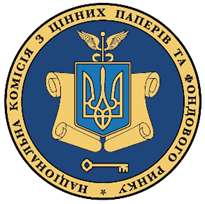 НАЦІОНАЛЬНА КОМІСІЯ З ЦІННИХ ПАПЕРІВ ТА ФОНДОВОГО РИНКУ *